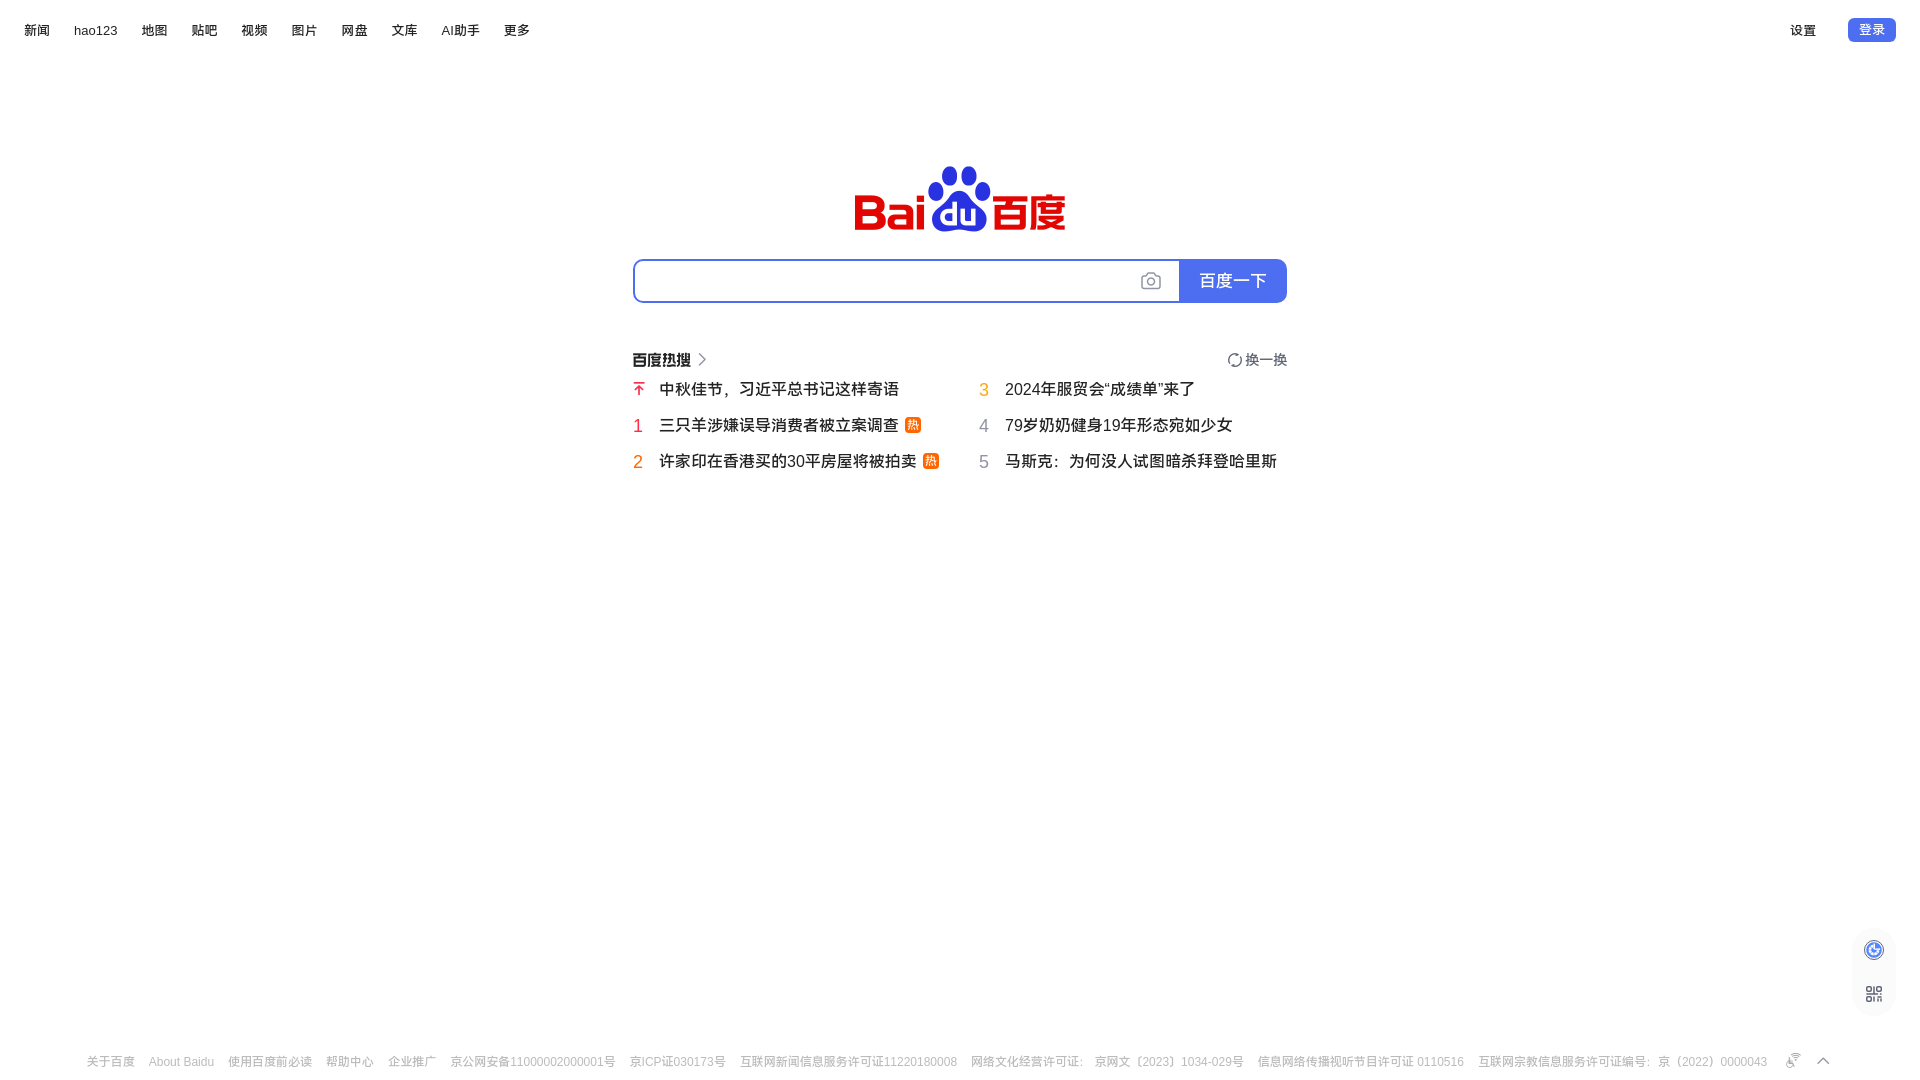 新闻 hao123 地图 贴吧 视频 图片 网盘 文库 AI助手 更多 设置 登录
Bai du 百度
百度一下
百度热搜 换一换
中秋佳节，习近平总书记这样寄语
1 三只羊涉嫌误导消费者被立案调查 热
2 许家印在香港买的30平房屋将被拍卖 热
3 2024年服贸会“成绩单”来了
4 79岁奶奶健身19年形态宛如少女
5 马斯克：为何没人试图暗杀拜登哈里斯
关于百度 About Baidu 使用百度前必读 帮助中心 企业推广 京公网安备11000002000001号 京ICP证030173号 互联网新闻信息服务许可证11220180008 网络文化经营许可证： 京网文〔2023〕1034-029号 信息网络传播视听节目许可证 0110516 互联网宗教信息服务许可证编号：京（2022）0000043